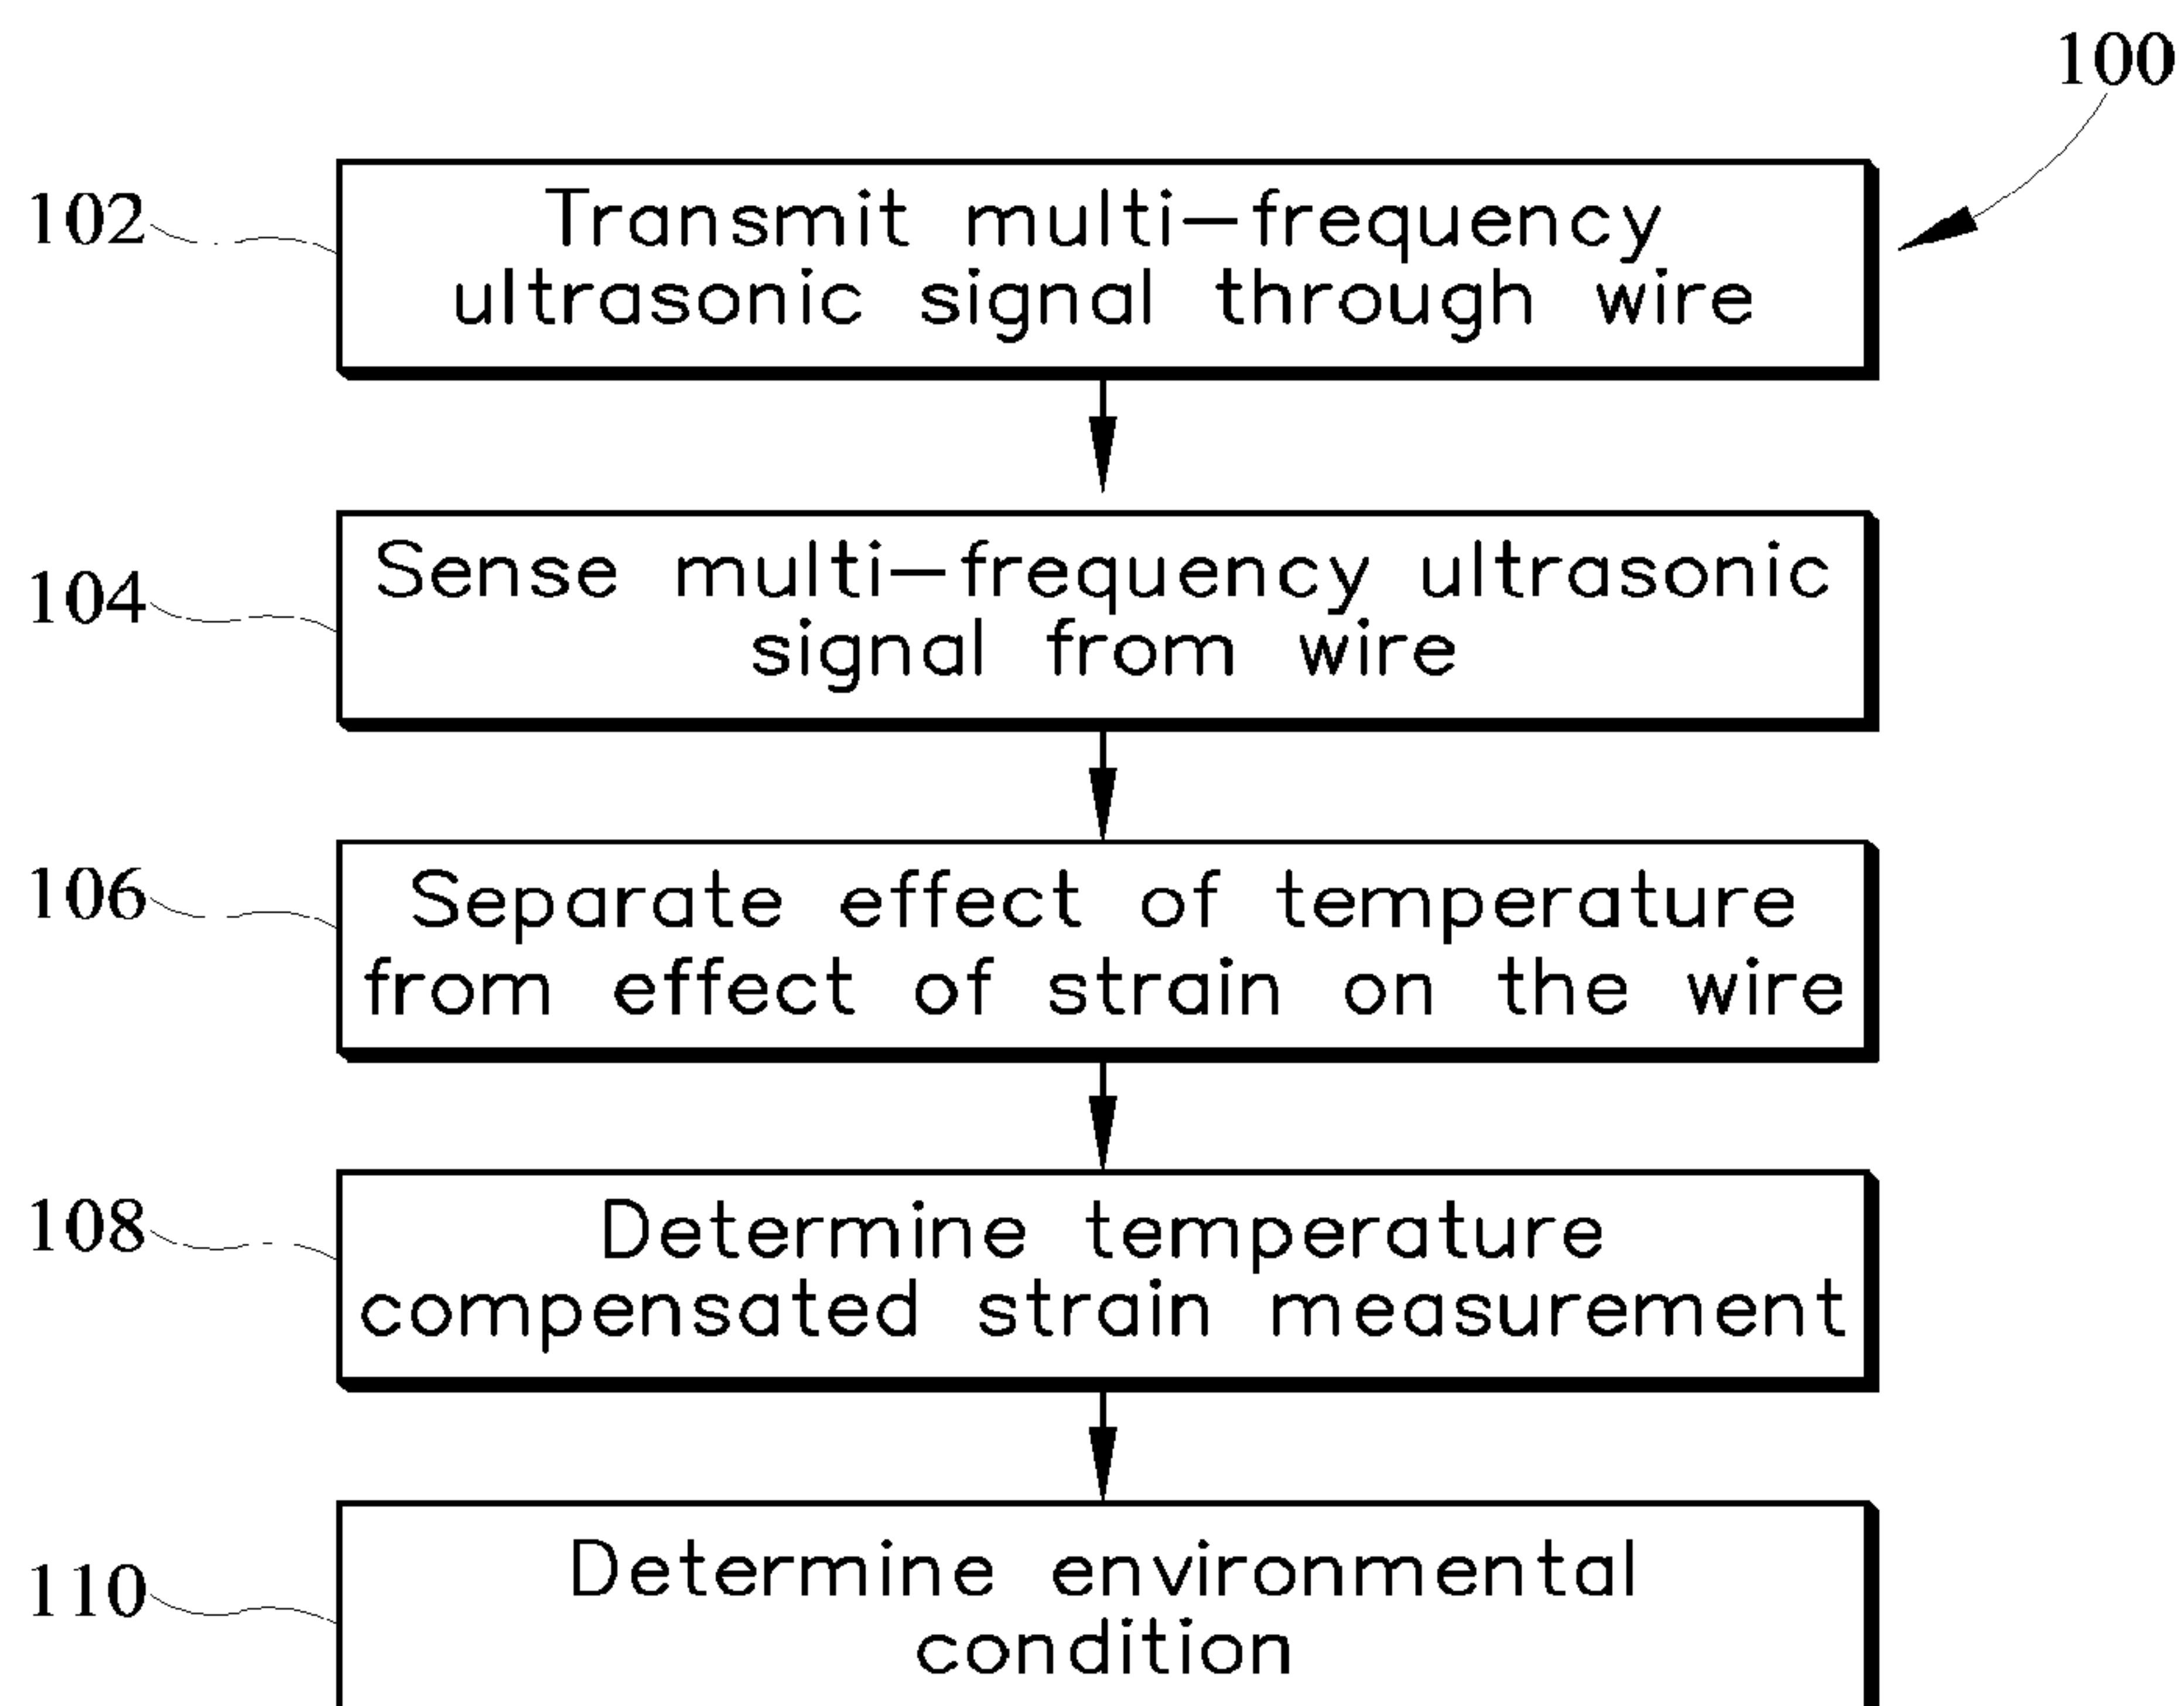 100
102
Transmit multi-frequency
ultrasonic signal through wire
104
Sense multi-frequency ultrasonic
signal from wire
106
Separate effect of temperature
from effect of strain on the wire
108
Determine temperature
compensated strain measurement
110
Determine environmental
condition